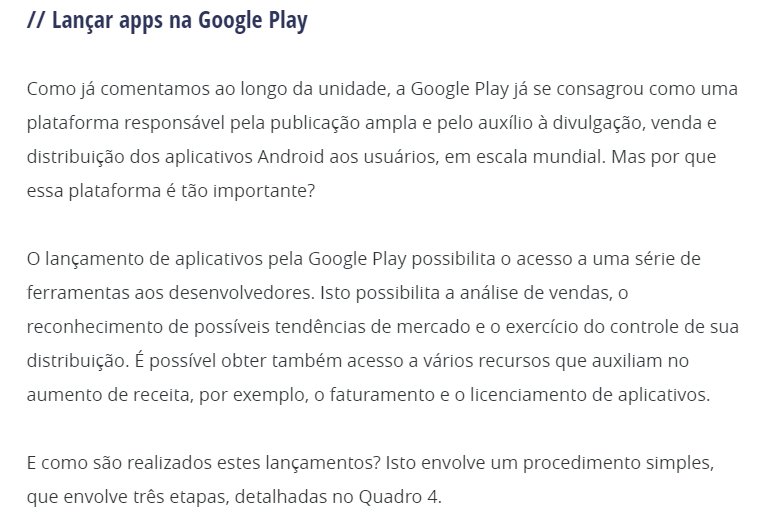 // Lançar apps na Google Play
Como já comentamos ao longo da unidade, a Google Play já se consagrou como uma
plataforma responsável pela publicação ampla e pelo auxílio à divulgação, venda e
distribuição dos aplicativos Android aos usuários, em escala mundial. Mas por que
essa plataforma é tão importante?
O lançamento de aplicativos pela Google Play possibilita o acesso a uma série de
ferramentas aos desenvolvedores. Isto possibilita a análise de vendas, o
reconhecimento de possíveis tendências de mercado e o exercício do controle de sua
distribuição. É possível obter também acesso a vários recursos que auxiliam no
aumento de receita, por exemplo, o faturamento e o licenciamento de aplicativos.
E como são realizados estes lançamentos? Isto envolve um procedimento simples,
que envolve três etapas, detalhadas no Quadro 4.